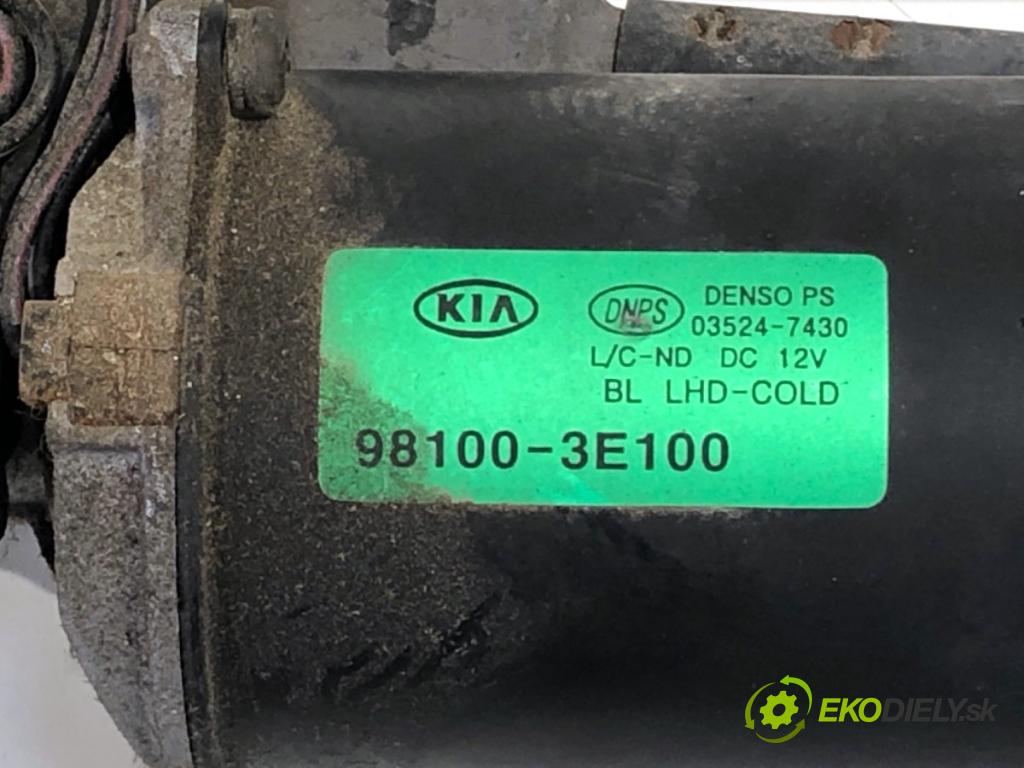 KIA
DNPS
DENSO PS
03524-7430
L/C-ND DC 12V
BL LHD-COLD
98100-3E100
EKODIELY.sk